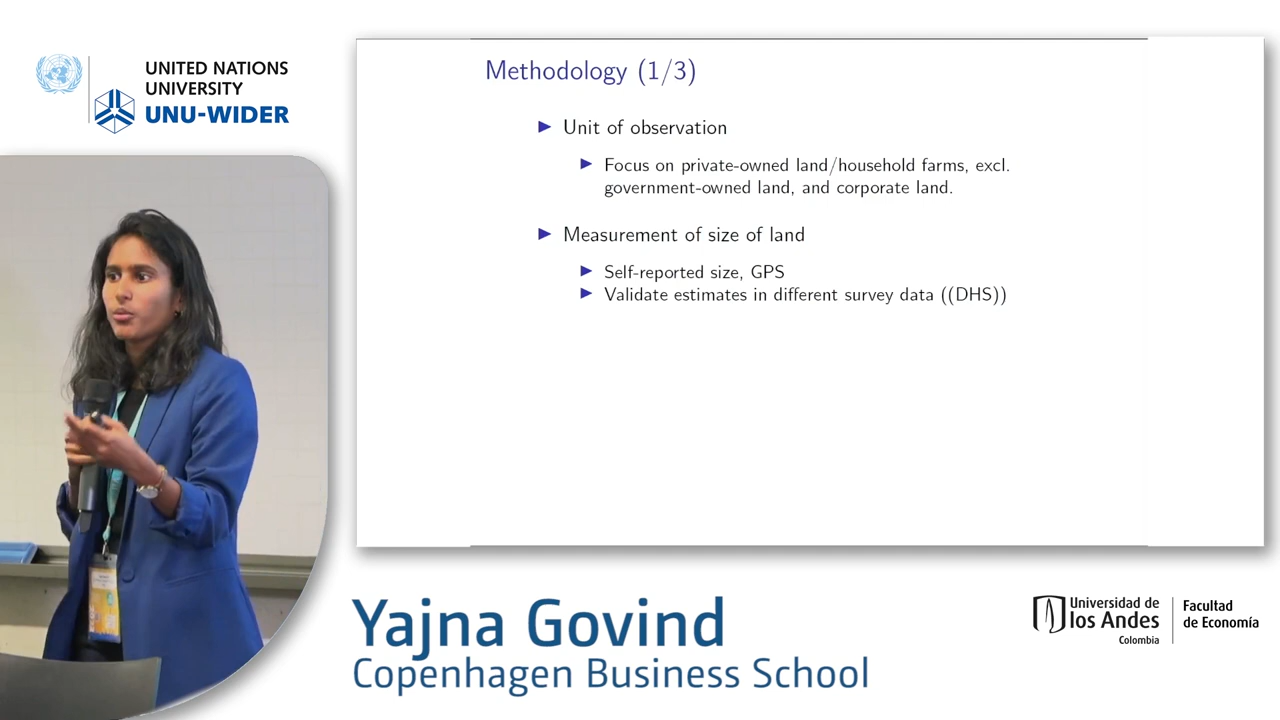 UNITED NATIONS
UNIVERSITY
UNU-WIDER
Methodology (1/3)
Unit of observation
Focus on private-owned land/household farms, excl.
government-owned land, and corporate land.
Measurement of size of land
Self-reported size, GPS
Validate estimates in different survey data ((DHS))
Yajna Govind
Copenhagen Business School
Universidad de
los Andes
Colombia
Facultad
de Economía